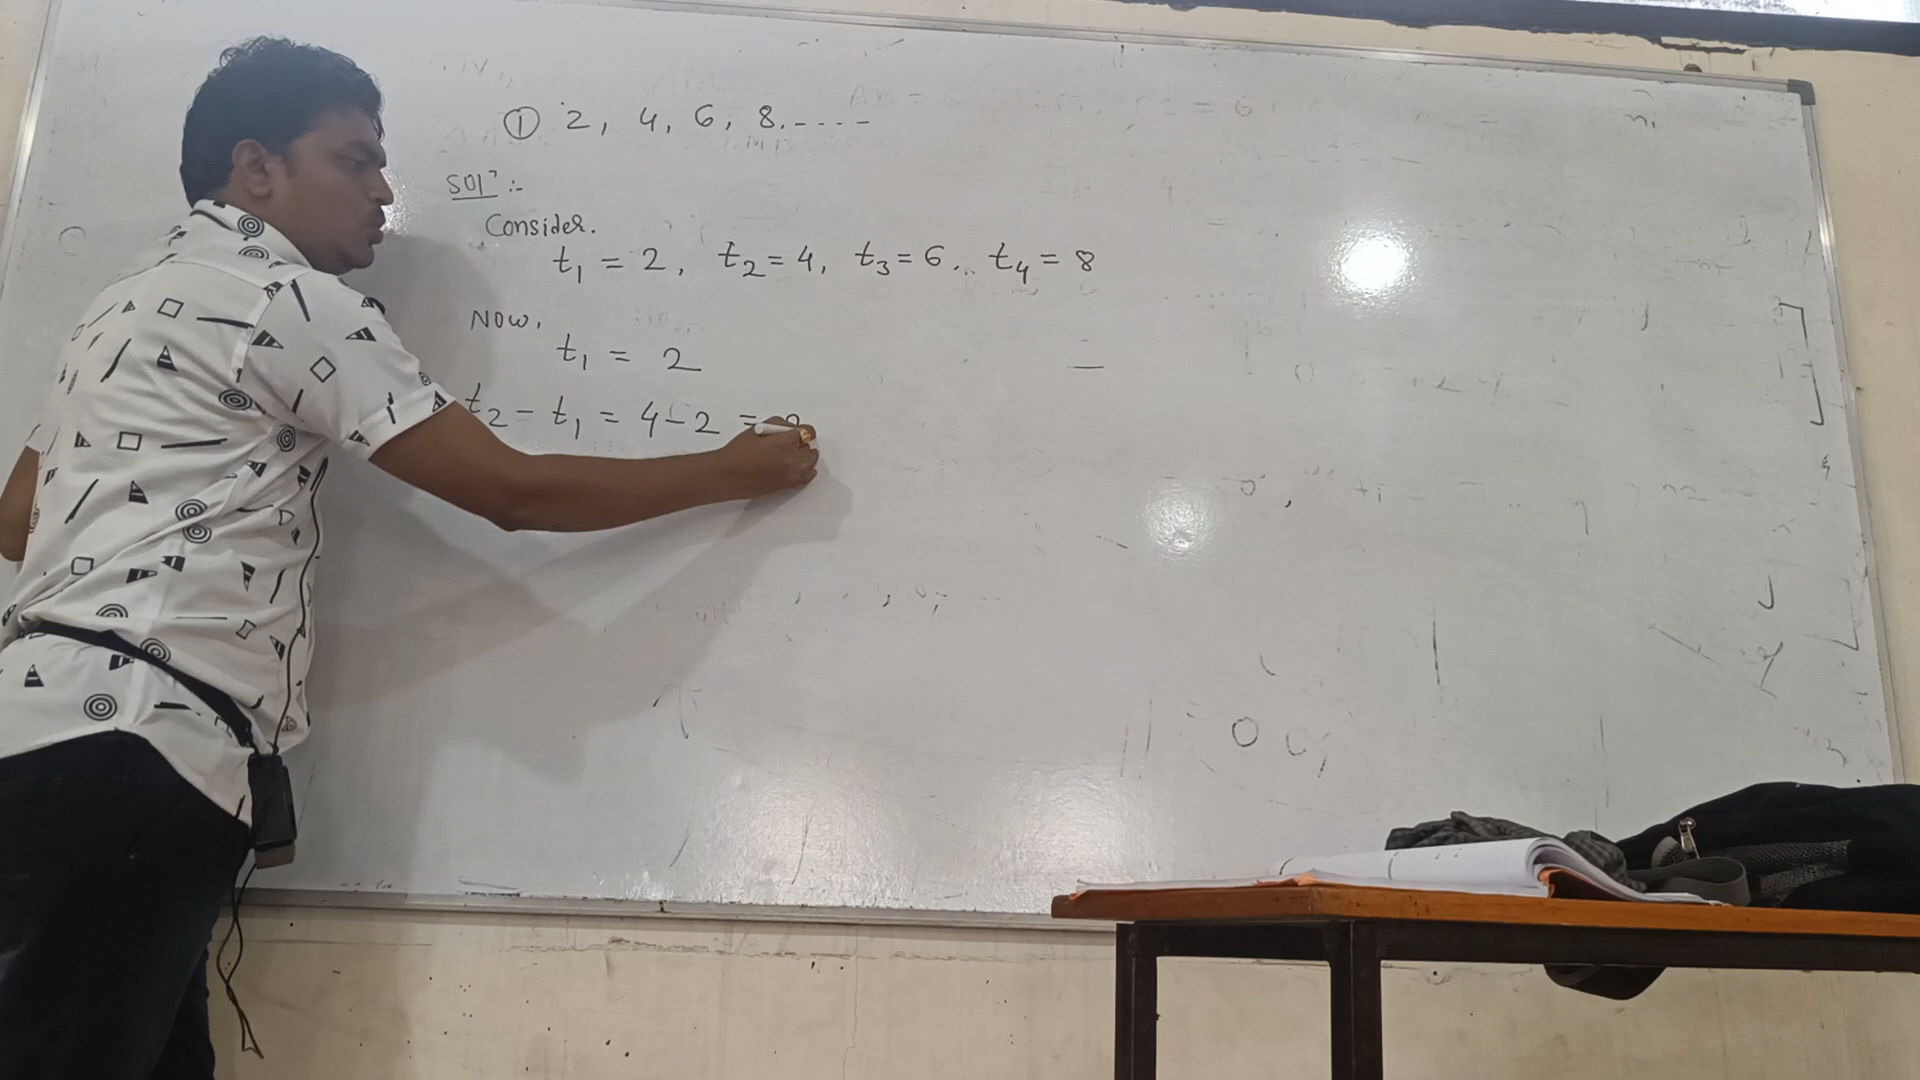 ① 2, 4, 6, 8, ----
Solⁿ :-
Consider.
t₁ = 2, t₂ = 4, t₃ = 6, t₄ = 8
Now,
t₁ = 2
t₂ - t₁ = 4 - 2 = 2